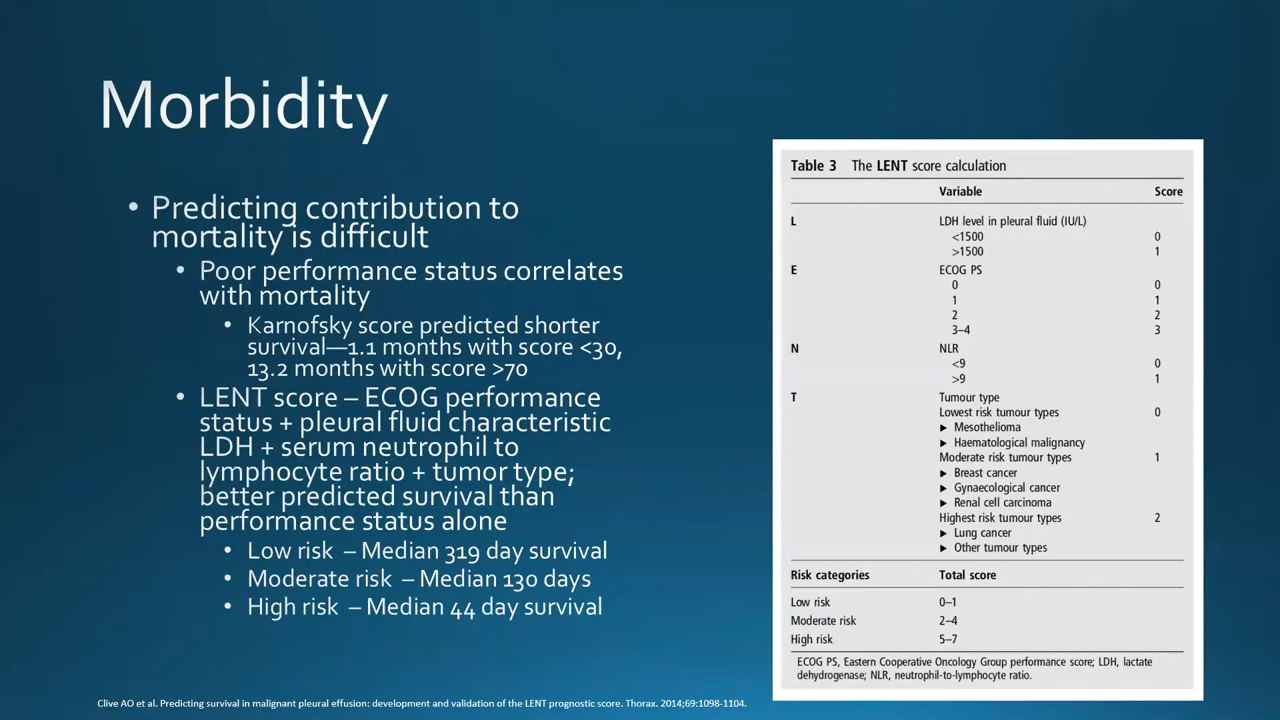 Morbidity
• Predicting contribution to
mortality is difficult
• Poor performance status correlates
with mortality
• Karnofsky score predicted shorter
survival—1.1 months with score <30,
13.2 months with score >70
• LENT score – ECOG performance
status + pleural fluid characteristic
LDH + serum neutrophil to
lymphocyte ratio + tumor type;
better predicted survival than
performance status alone
• Low risk – Median 319 day survival
• Moderate risk – Median 130 days
• High risk – Median 44 day survival
Table 3 The LENT score calculation
Variable Score
L LDH level in pleural fluid (IU/L)
<1500 0
>1500 1
E ECOG PS
0 0
1 1
2 2
3–4 3
N NLR
<9 0
>9 1
T Tumour type
Lowest risk tumour types 0
► Mesothelioma
► Haematological malignancy
Moderate risk tumour types 1
► Breast cancer
► Gynaecological cancer
► Renal cell carcinoma
Highest risk tumour types 2
► Lung cancer
► Other tumour types
Risk categories Total score
Low risk 0–1
Moderate risk 2–4
High risk 5–7
ECOG PS, Eastern Cooperative Oncology Group performance score; LDH, lactate
dehydrogenase; NLR, neutrophil-to-lymphocyte ratio.
Clive AO et al. Predicting survival in malignant pleural effusion: development and validation of the LENT prognostic score. Thorax. 2014;69:1098-1104.